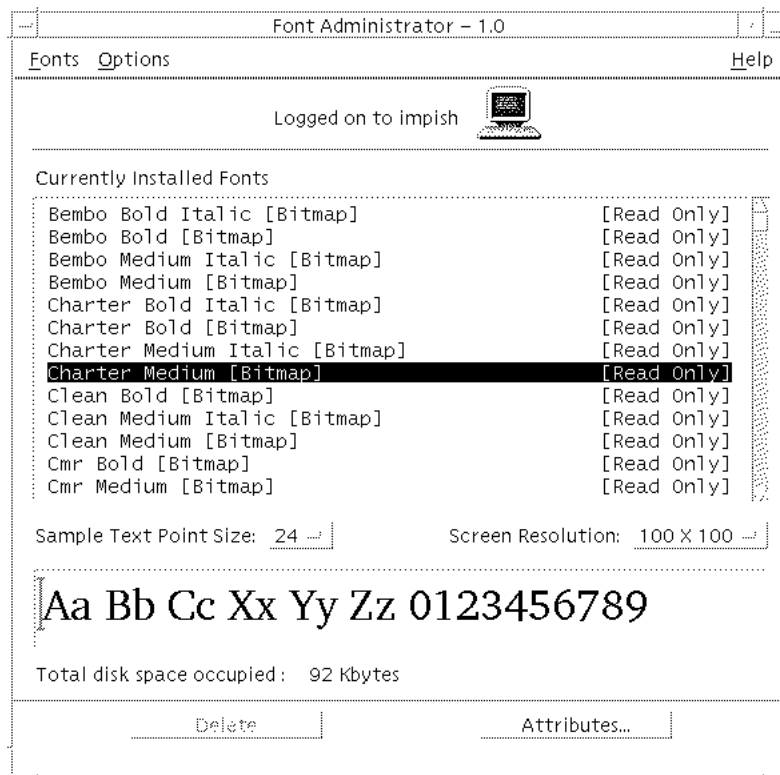 Font Administrator – 1.0
Fonts Options Help
Logged on to impish
Currently Installed Fonts
Bembo Bold Italic [Bitmap] [Read Only]
Bembo Bold [Bitmap] [Read Only]
Bembo Medium Italic [Bitmap] [Read Only]
Bembo Medium [Bitmap] [Read Only]
Charter Bold Italic [Bitmap] [Read Only]
Charter Bold [Bitmap] [Read Only]
Charter Medium Italic [Bitmap] [Read Only]
Charter Medium [Bitmap] [Read Only]
Clean Bold [Bitmap] [Read Only]
Clean Medium Italic [Bitmap] [Read Only]
Clean Medium [Bitmap] [Read Only]
Cmr Bold [Bitmap] [Read Only]
Cmr Medium [Bitmap] [Read Only]
Sample Text Point Size: 24 Screen Resolution: 100 X 100
Aa Bb Cc Xx Yy Zz 0123456789
Total disk space occupied : 92 Kbytes
Delete Attributes...